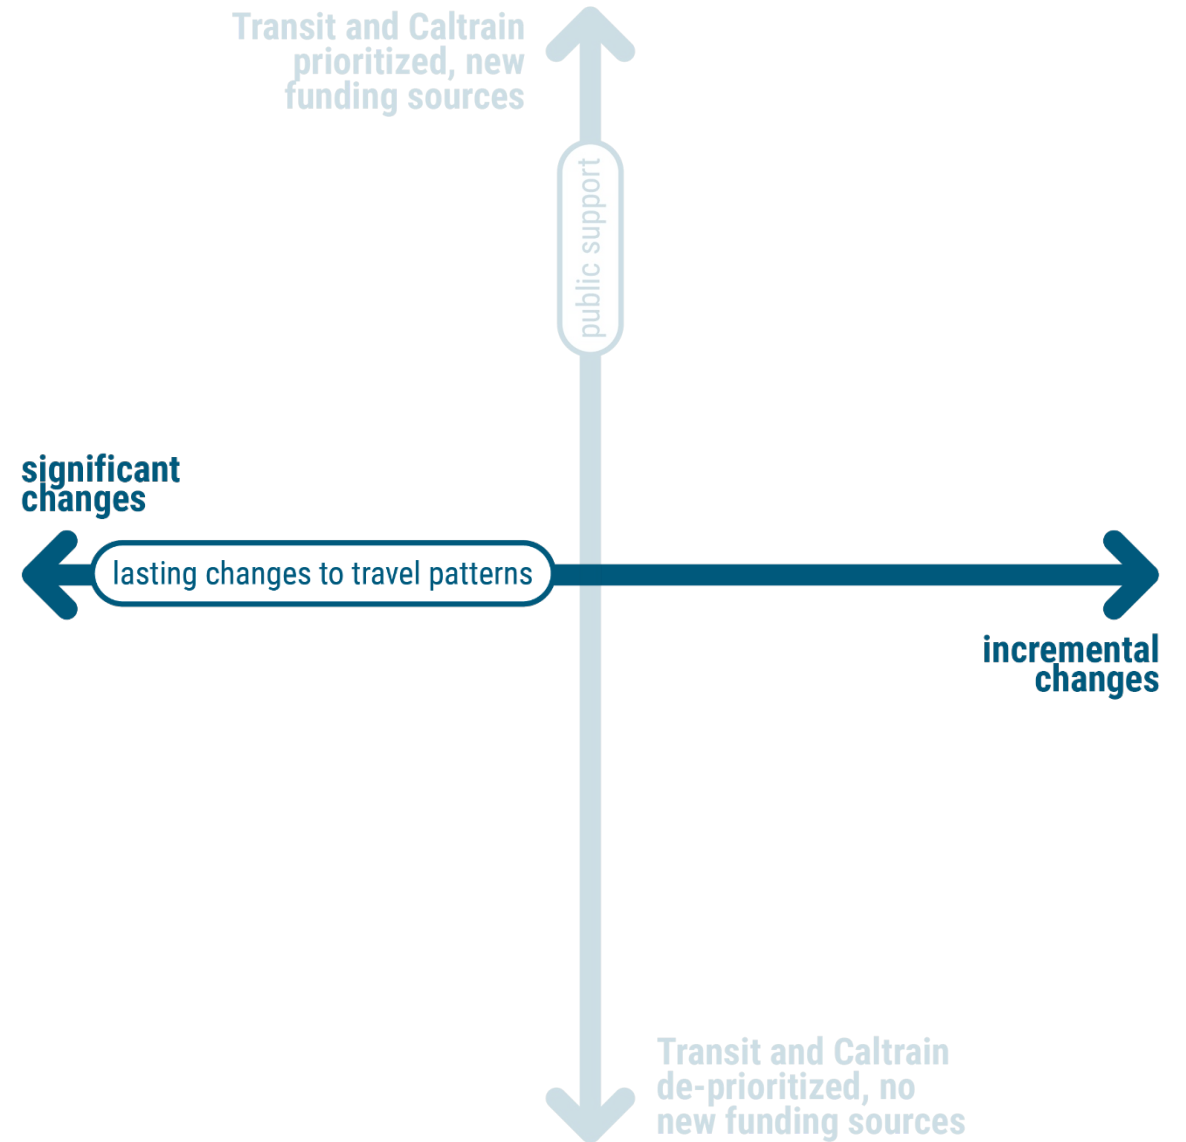 Transit and Caltrain
prioritized, new
funding sources
public support
significant
changes
lasting changes to travel patterns
incremental
changes
Transit and Caltrain
de-prioritized, no
new funding sources